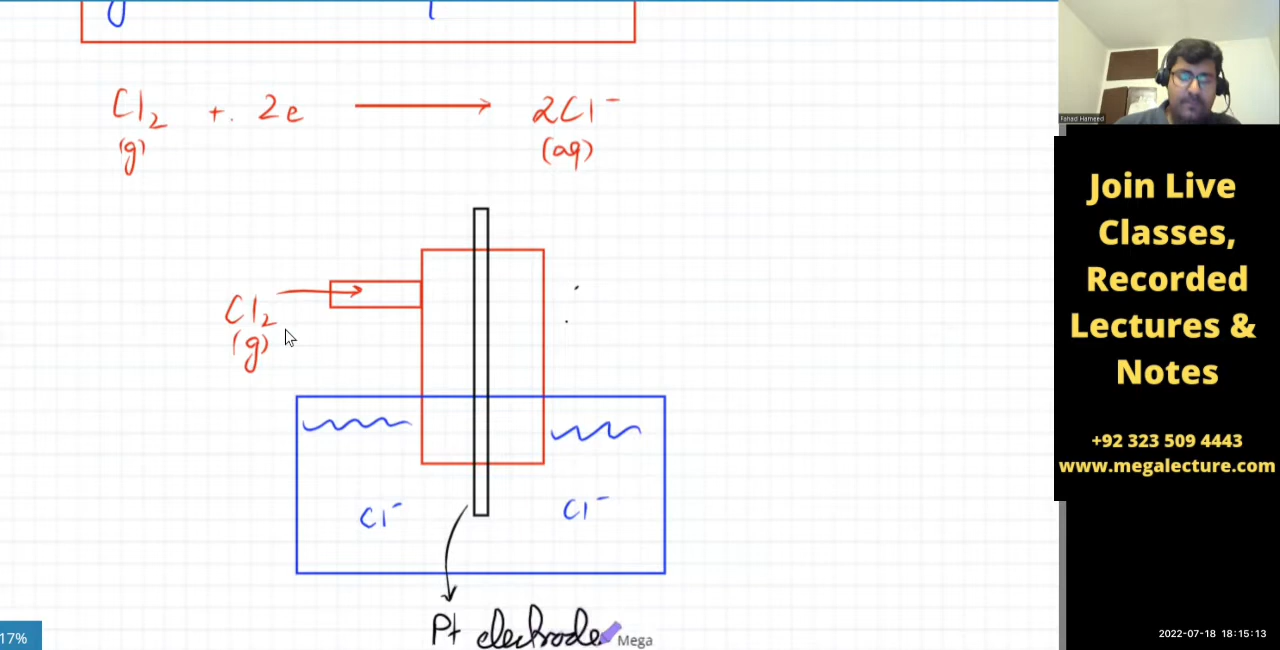 Cl₂ + 2e → 2Cl⁻
(g) (aq)
Cl₂
(g)
Cl⁻ Cl⁻
Pt electrode
Mega
17%
Fahad Hameed
Join Live
Classes,
Recorded
Lectures &
Notes
+92 323 509 4443
www.megalecture.com
2022-07-18 18:15:13